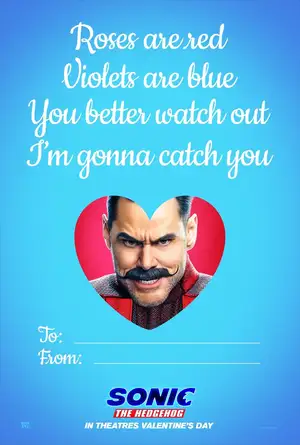 Roses are red
Violets are blue
You better watch out
I'm gonna catch you
To:
From:
SONIC
THE HEDGEHOG
IN THEATRES VALENTINE'S DAY